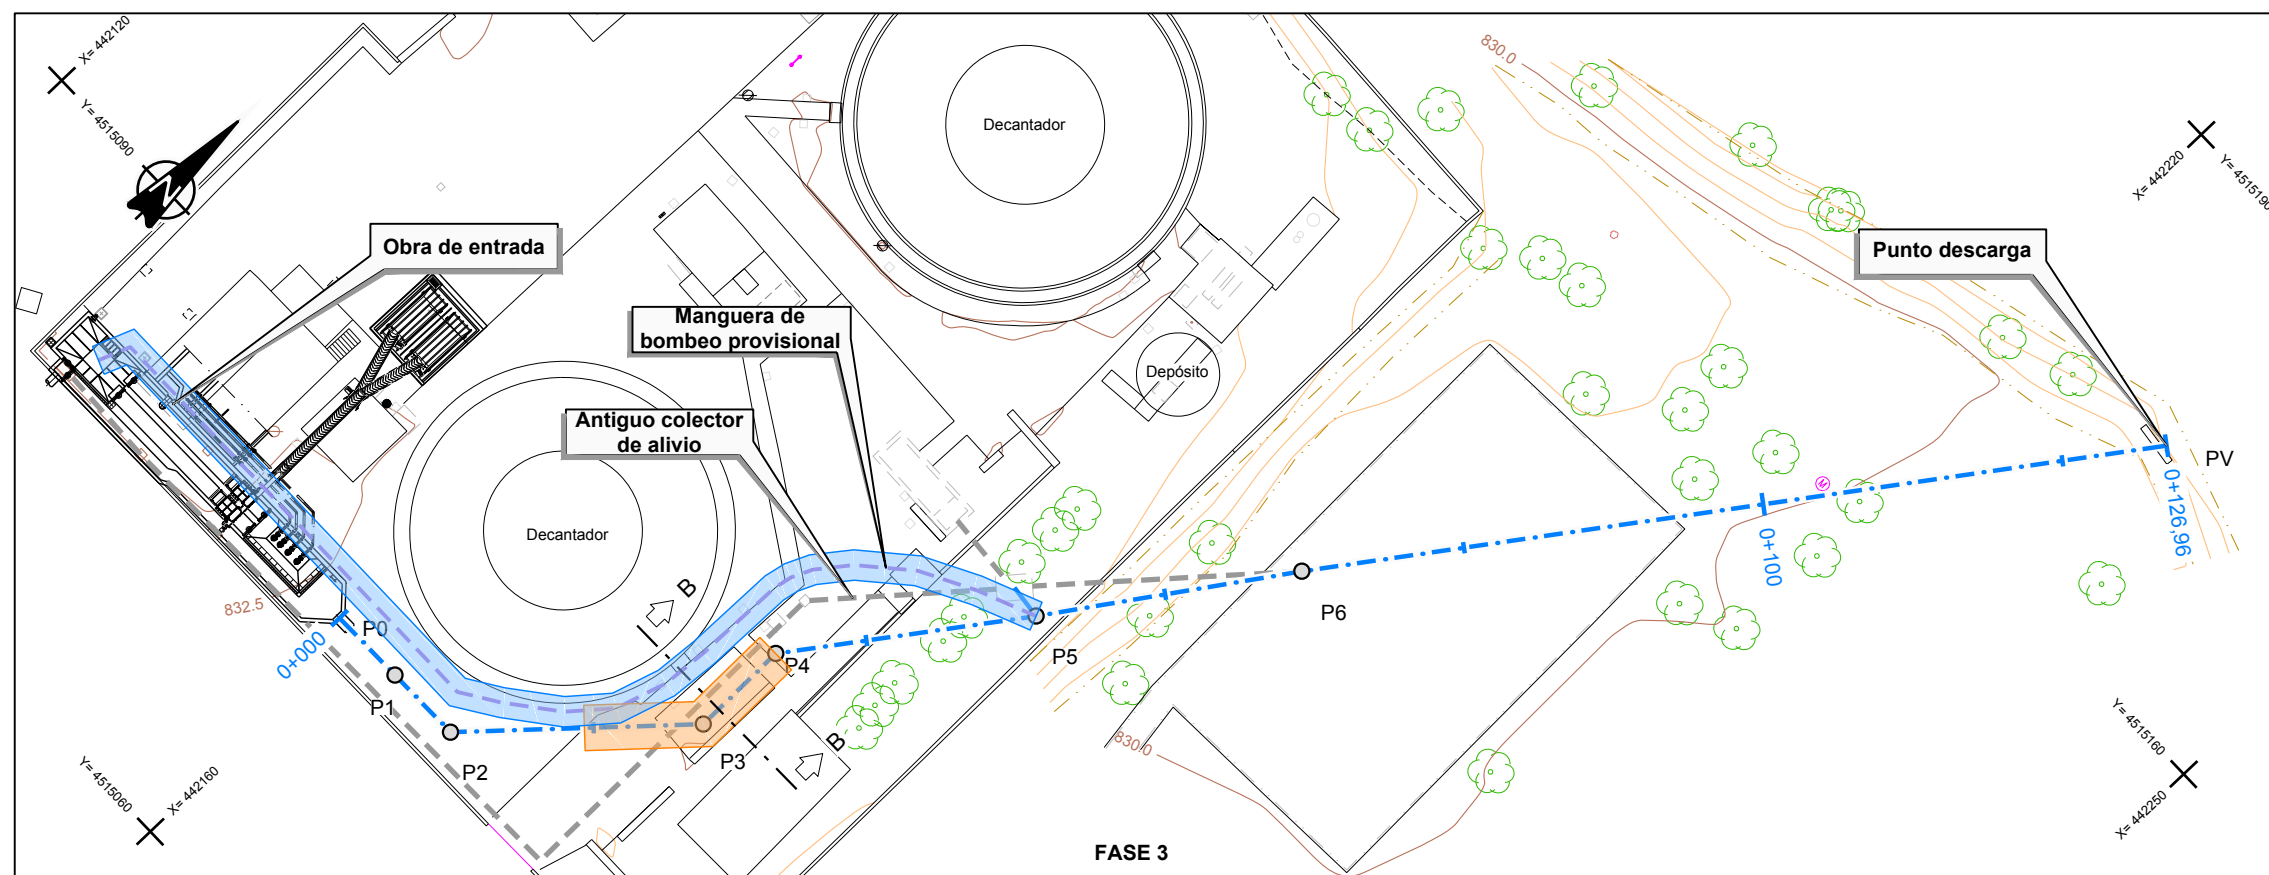 X= 442120
Y= 4515090
830.0
Decantador
X= 442220
Y= 4515190
Obra de entrada
Punto descarga
Manguera de
bombeo provisional
Depósito
Antiguo colector
de alivio
PV
M
0+126,96
0+100
Decantador
B
832.5
P0
0+000
P6
P5
P4
P1
P3
B
P2
830.0
Y= 4515060
X= 442160
Y= 4515160
X= 442250
FASE 3